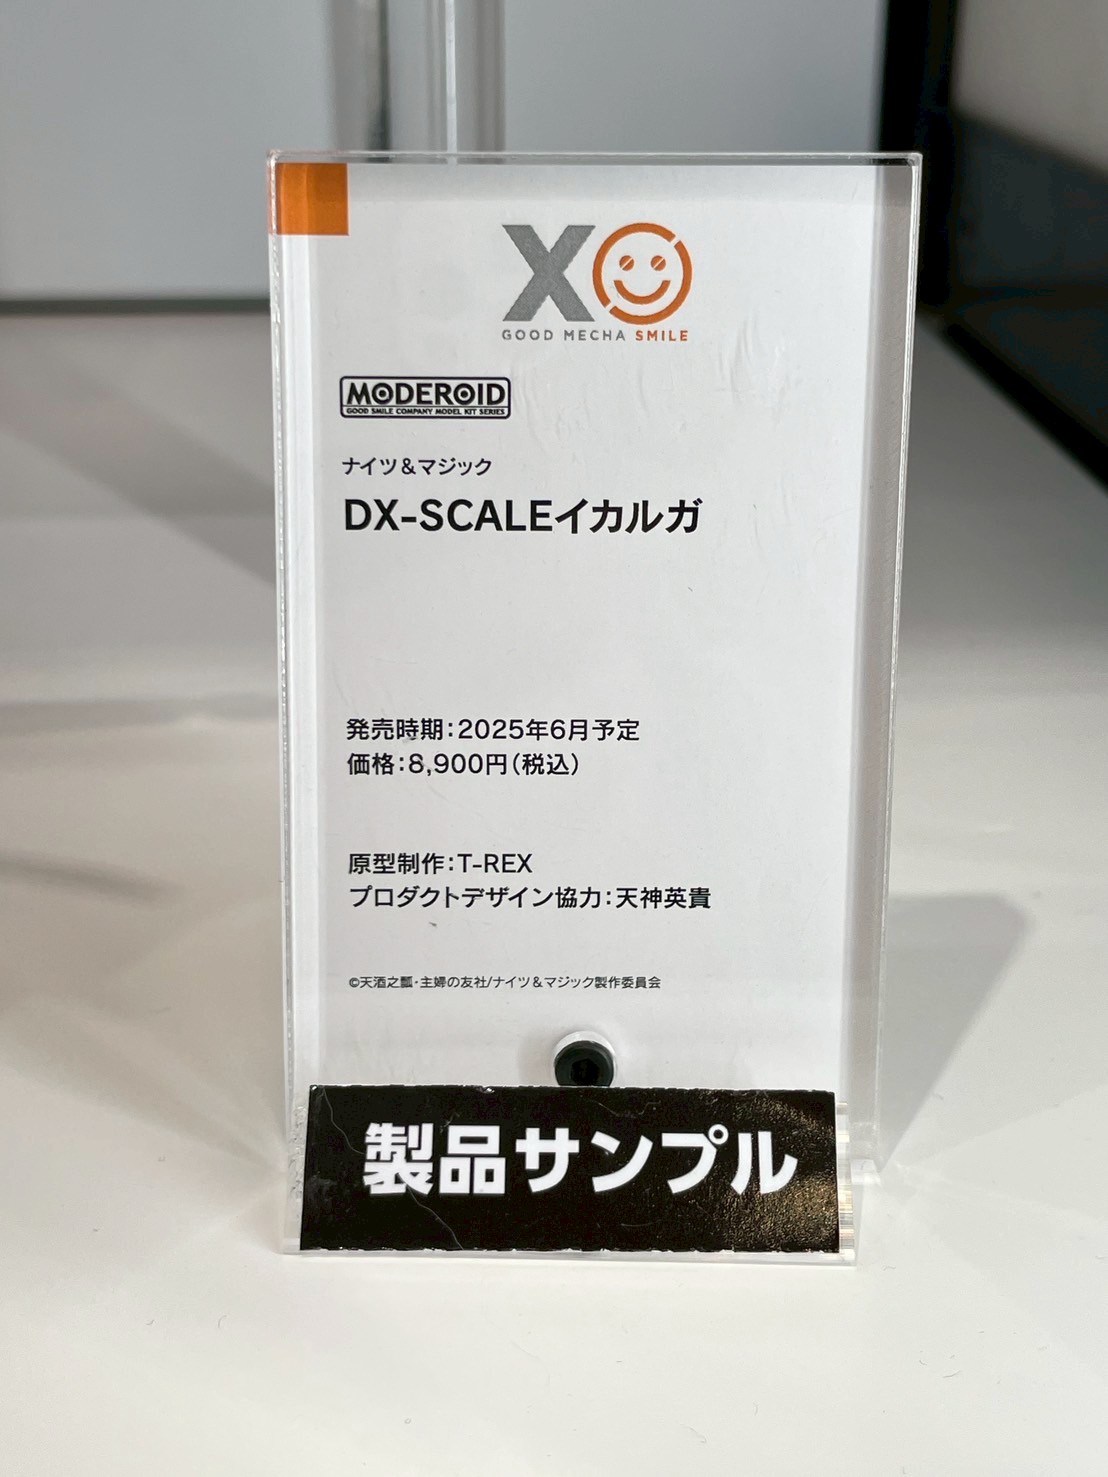 XO
GOOD MECHA SMILE
MODEROID
GOOD SMILE COMPANY MODEL KIT SERIES
ナイツ&マジック
DX-SCALEイカルガ
発売時期：2025年6月予定
価格：8,900円（税込）
原型制作：T-REX
プロダクトデザイン協力：天神英貴
©天酒之瓢・主婦の友社/ナイツ&マジック製作委員会
製品サンプル